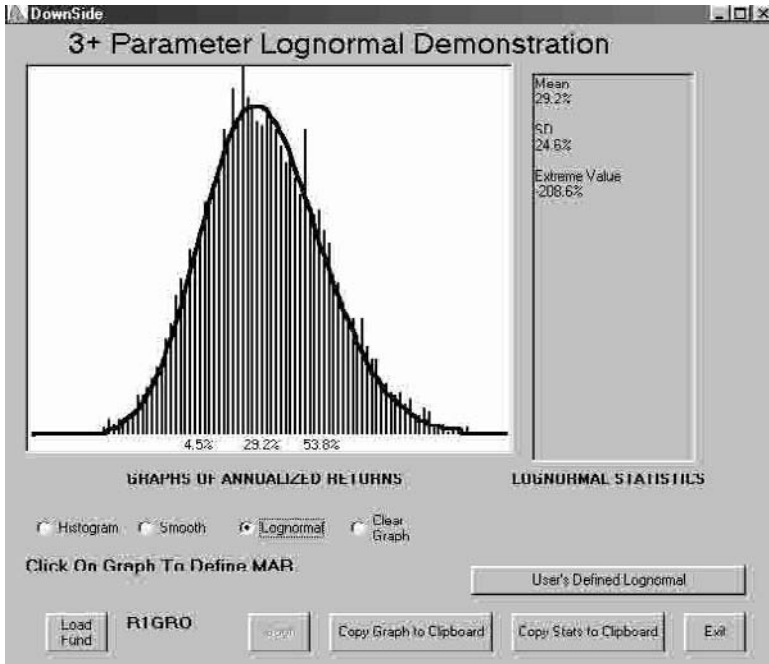 DownSide
3+ Parameter Lognormal Demonstration
Mean
29.2%
SD
24.6%
Extreme Value
-208.6%
4.5% 29.2% 53.8%
GRAPHS OF ANNUALIZED RETURNS
LOGNORMAL STATISTICS
Histogram
Smooth
Lognormal
Clear
Graph
Click On Graph To Define MAR
User's Defined Lognormal
Load
Fund
R1GRO
Copy Graph to Clipboard
Copy Stats to Clipboard
Exit